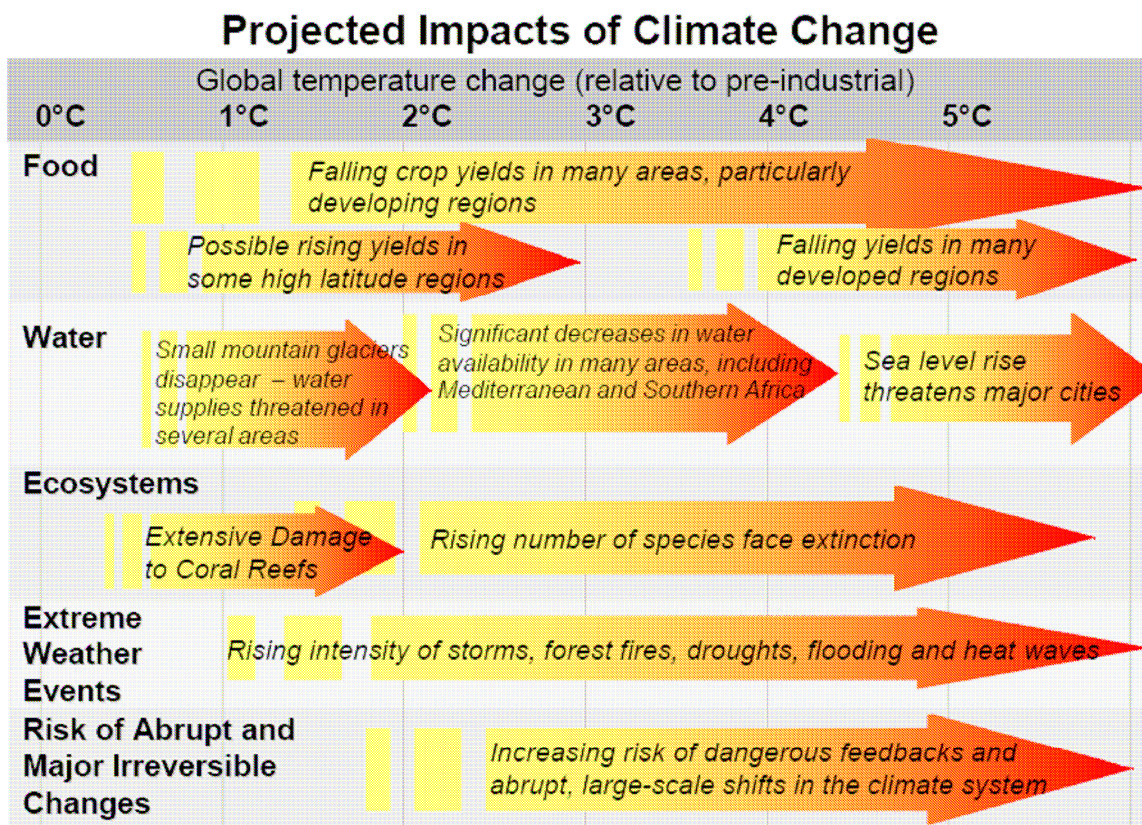 Projected Impacts of Climate Change
Global temperature change (relative to pre-industrial)
0°C 1°C 2°C 3°C 4°C 5°C
Food
Falling crop yields in many areas, particularly
developing regions
Possible rising yields in
some high latitude regions
Falling yields in many
developed regions
Water
Small mountain glaciers
disappear – water
supplies threatened in
several areas
Significant decreases in water
availability in many areas, including
Mediterranean and Southern Africa
Sea level rise
threatens major cities
Ecosystems
Extensive Damage
to Coral Reefs
Rising number of species face extinction
Extreme
Weather
Events
Rising intensity of storms, forest fires, droughts, flooding and heat waves
Risk of Abrupt and
Major Irreversible
Changes
Increasing risk of dangerous feedbacks and
abrupt, large-scale shifts in the climate system